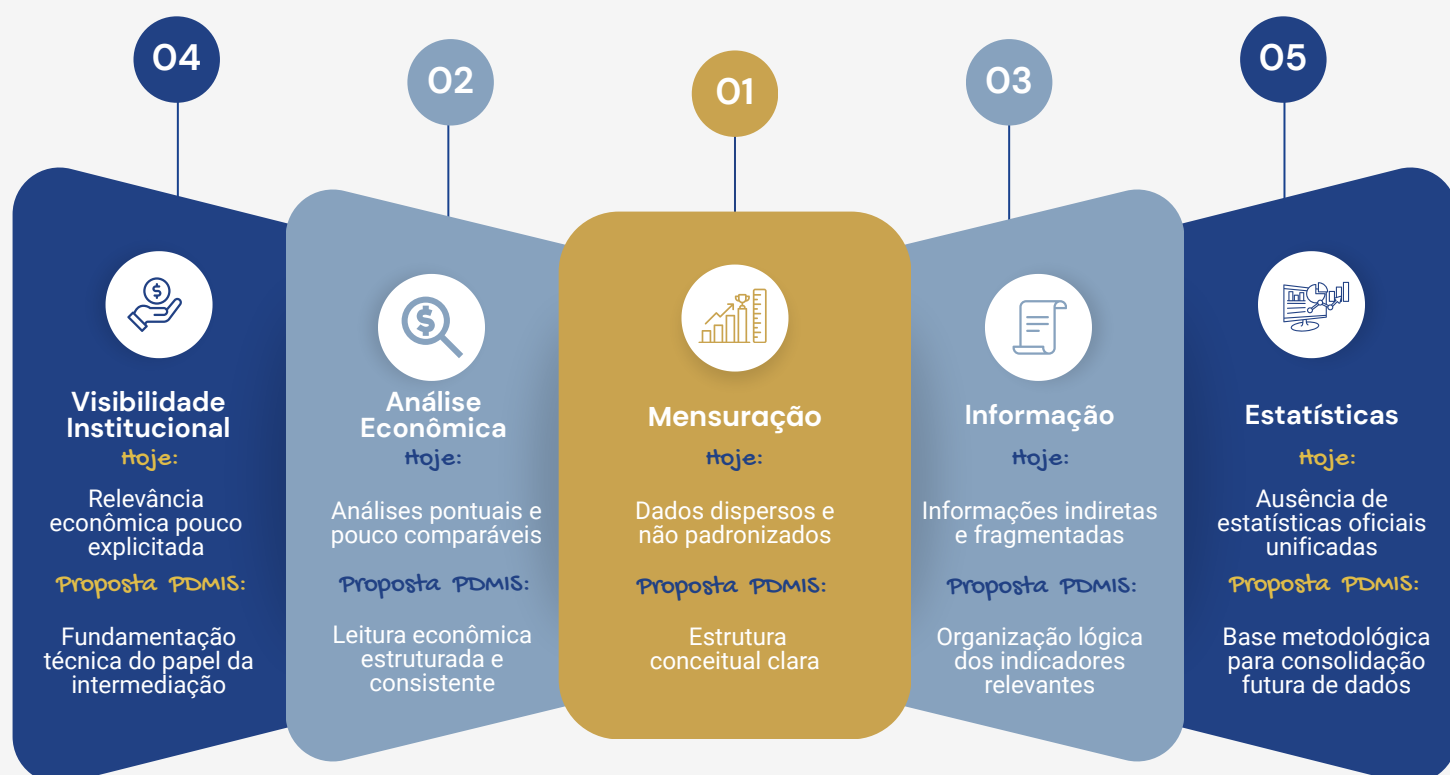 04
Visibilidade
Institucional
Hoje:
Relevância
econômica pouco
explicitada
Proposta PDMIS:
Fundamentação
técnica do papel da
intermediação
02
Análise
Econômica
Hoje:
Análises pontuais e
pouco comparáveis
Proposta PDMIS:
Leitura econômica
estruturada e
consistente
01
Mensuração
Hoje:
Dados dispersos e
não padronizados
Proposta PDMIS:
Estrutura
conceitual clara
03
Informação
Hoje:
Informações indiretas
e fragmentadas
Proposta PDMIS:
Organização lógica
dos indicadores
relevantes
05
Estatísticas
Hoje:
Ausência de
estatísticas oficiais
unificadas
Proposta PDMIS:
Base metodológica
para consolidação
futura de dados